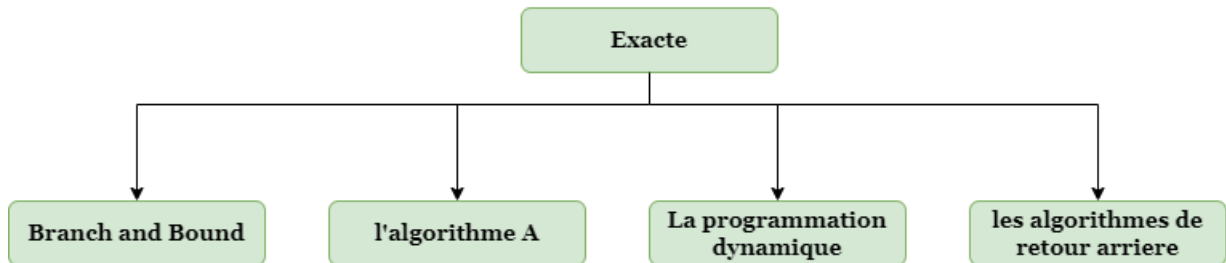 Exacte
Branch and Bound
l'algorithme A
La programmation
dynamique
les algorithmes de
retour arriere